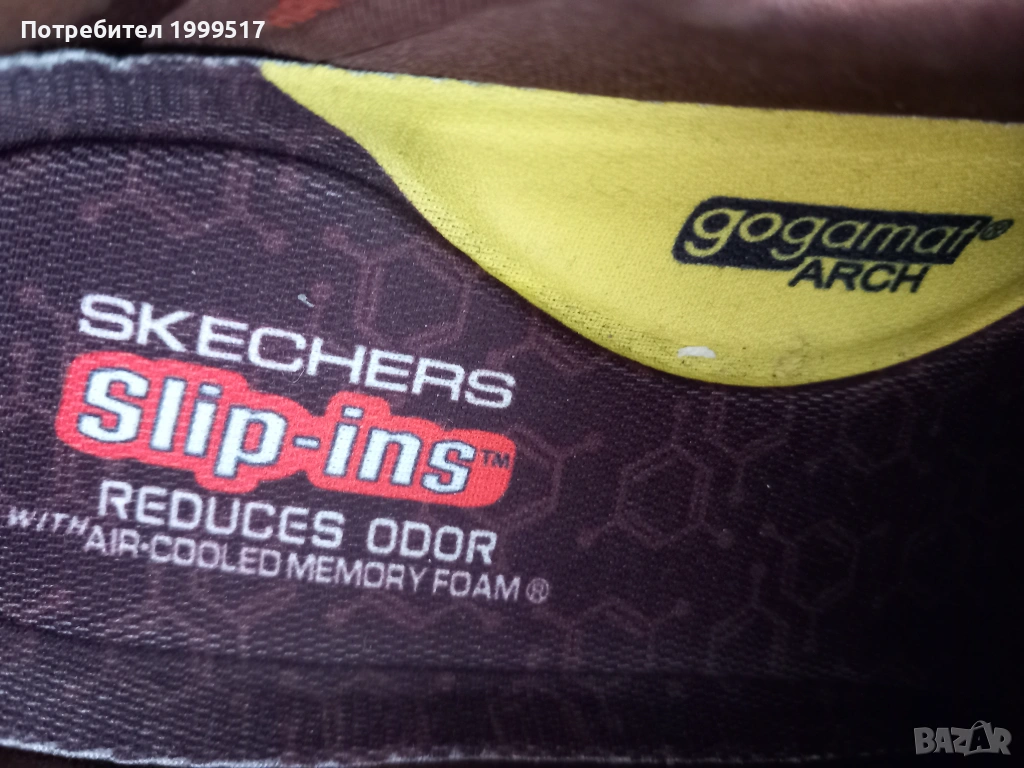 Потребител 1999517
gogamat®
ARCH
SKECHERS
Slip-ins™
REDUCES ODOR
WITH AIR-COOLED MEMORY FOAM®
BAZAR